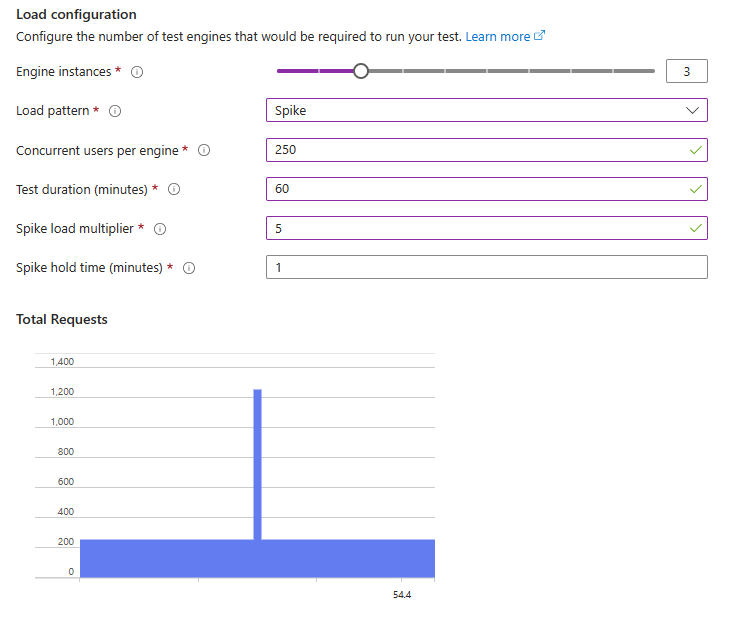 Load configuration
Configure the number of test engines that would be required to run your test. Learn more
Engine instances *
3
Load pattern *
Spike
Concurrent users per engine *
250
Test duration (minutes) *
60
Spike load multiplier *
5
Spike hold time (minutes) *
1
Total Requests
1,400
1,200
1,000
800
600
400
200
0
54.4